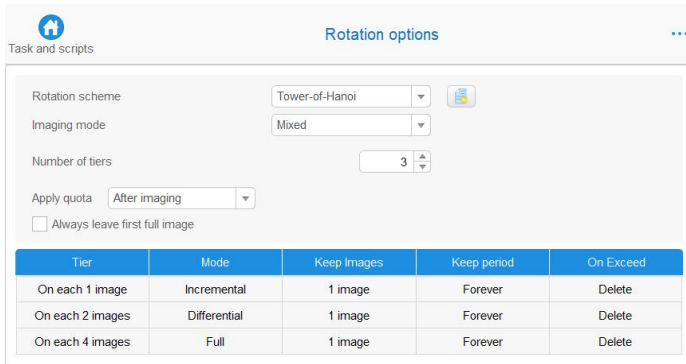 Task and scripts
Rotation options
Rotation scheme Tower-of-Hanoi
Imaging mode Mixed
Number of tiers 3
Apply quota After imaging
Always leave first full image
Tier Mode Keep Images Keep period On Exceed
On each 1 image Incremental 1 image Forever Delete
On each 2 images Differential 1 image Forever Delete
On each 4 images Full 1 image Forever Delete